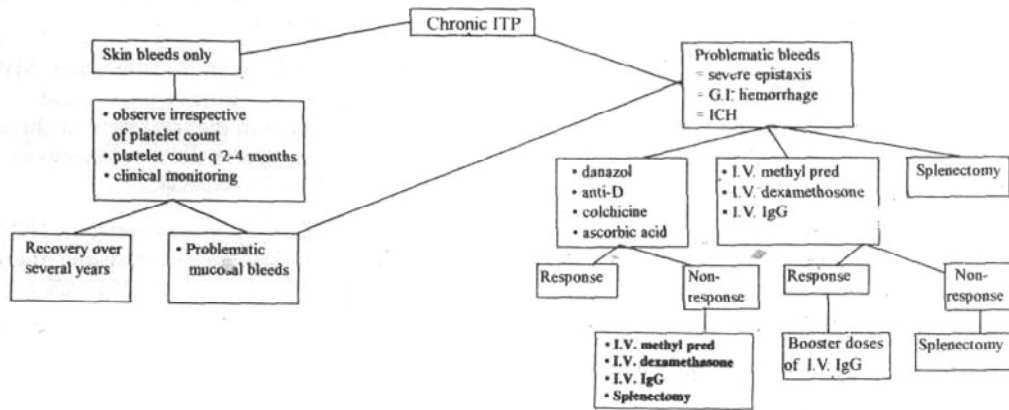 Chronic ITP
Skin bleeds only
• observe irrespective
of platelet count
• platelet count q 2-4 months
• clinical monitoring
Recovery over
several years
• Problematic
mucosal bleeds
Problematic bleeds
= severe epistaxis
= G.I. hemorrhage
= ICH
• danazol
• anti-D
• colchicine
• ascorbic acid
• I.V. methyl pred
• I.V. dexamethosone
• I.V. IgG
Splenectomy
Response
Non-
response
Response
Non-
response
• I.V. methyl pred
• I.V. dexamethasone
• I.V. IgG
• Splenectomy
Booster doses
of I.V. IgG
Splenectomy